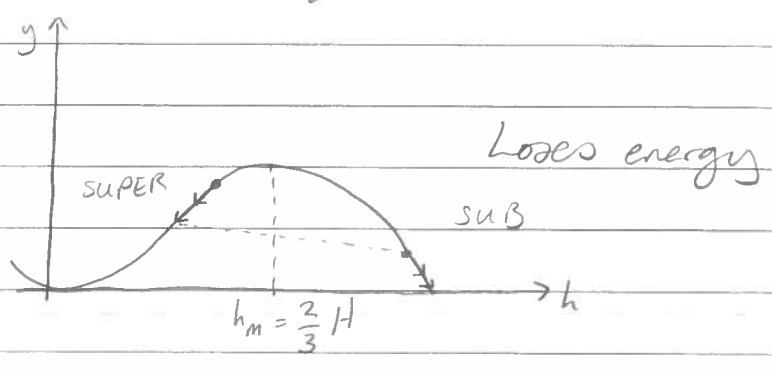 y
Loses energy
SUPER
SUB
h
h_m = 2/3 H